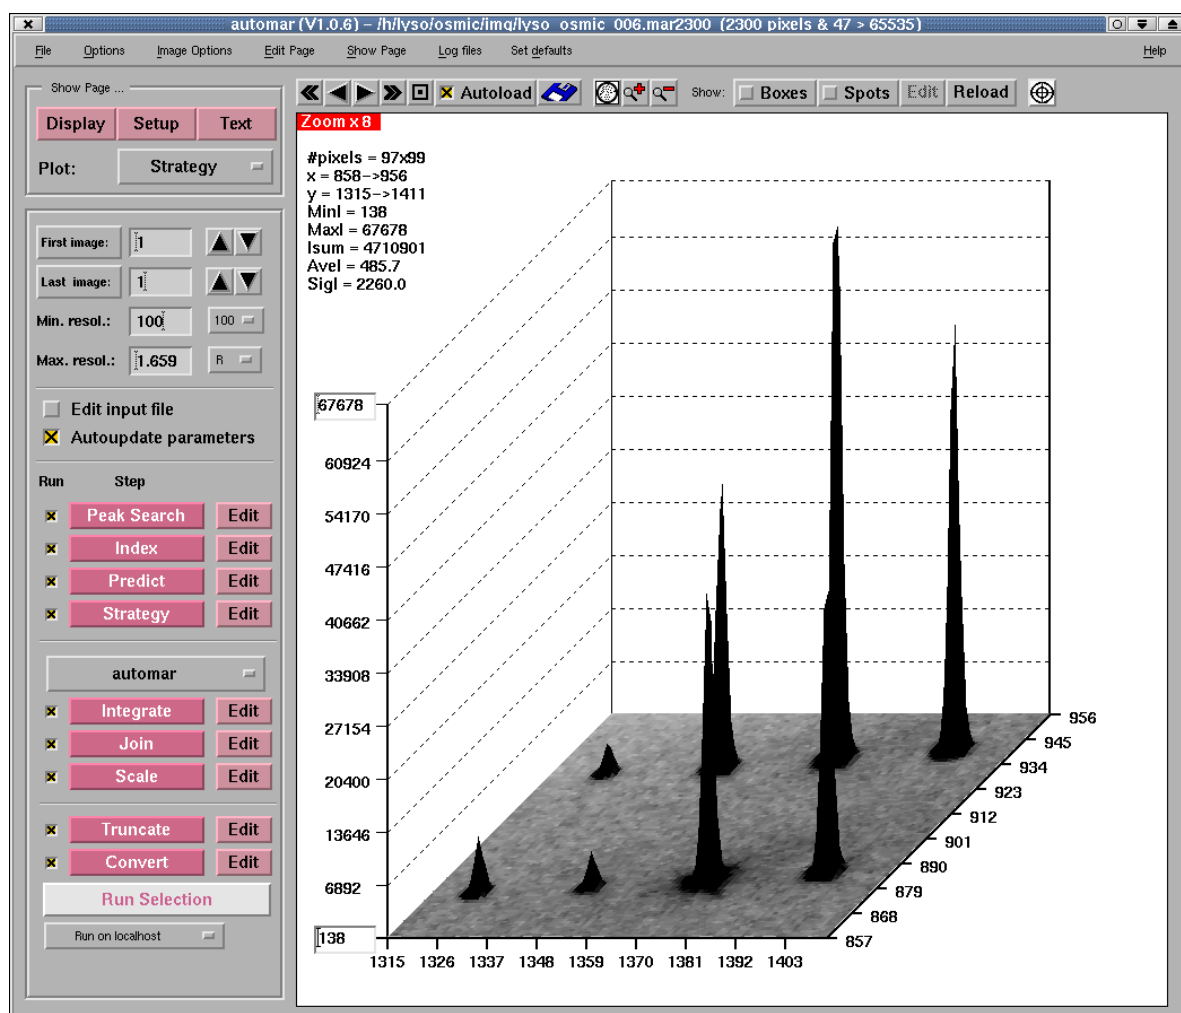 automar (V1.0.6) – /h/lyso/osmic/img/lyso_osmic_006.mar2300 (2300 pixels & 47 > 65535)
File Options Image Options Edit Page Show Page Log files Set defaults Help
Show Page ...
Display Setup Text
Plot: Strategy
First image: 1
Last image: 1
Min. resol.: 100 100
Max. resol.: 1.659 R
Edit input file
Autoupdate parameters
Run Step
Peak Search Edit
Index Edit
Predict Edit
Strategy Edit
automar
Integrate Edit
Join Edit
Scale Edit
Truncate Edit
Convert Edit
Run Selection
Run on localhost
Autoload Show: Boxes Spots Edit Reload
Zoom x 8
#pixels = 97x99
x = 858–>956
y = 1315–>1411
MinI = 138
MaxI = 67678
Isum = 4710901
AveI = 485.7
SigI = 2260.0
67678
60924
54170
47416
40662
33908
27154
20400
13646
6892
138
1315 1326 1337 1348 1359 1370 1381 1392 1403
956
945
934
923
912
901
890
879
868
857